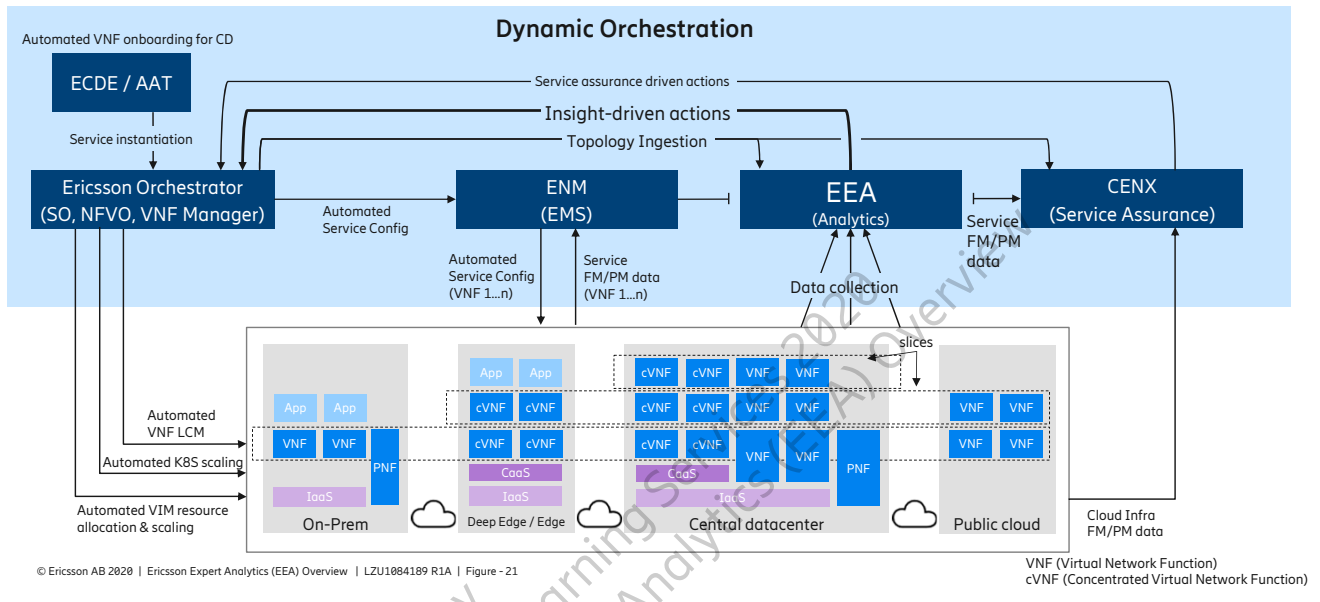 Dynamic Orchestration
Automated VNF onboarding for CD
ECDE / AAT
Service assurance driven actions
Insight-driven actions
Service instantiation
Topology Ingestion
Ericsson Orchestrator
(SO, NFVO, VNF Manager)
Automated
Service Config
ENM
(EMS)
EEA
(Analytics)
Service
FM/PM
data
CENX
(Service Assurance)
Automated
Service Config
(VNF 1...n)
Service
FM/PM data
(VNF 1...n)
Data collection
slices
App App
cVNF cVNF VNF VNF
App App
cVNF cVNF
cVNF cVNF VNF VNF
VNF VNF
Automated
VNF LCM
VNF VNF
PNF
cVNF cVNF
cVNF cVNF
VNF
VNF
PNF
VNF VNF
Automated K8S scaling
CaaS
CaaS
IaaS
IaaS
IaaS
Automated VIM resource
allocation & scaling
On-Prem
Deep Edge / Edge
Central datacenter
Public cloud
Cloud Infra
FM/PM data
© Ericsson AB 2020 | Ericsson Expert Analytics (EEA) Overview | LZU1084189 R1A | Figure - 21
VNF (Virtual Network Function)
cVNF (Concentrated Virtual Network Function)
Services 2020
Analytics (EEA) Overview